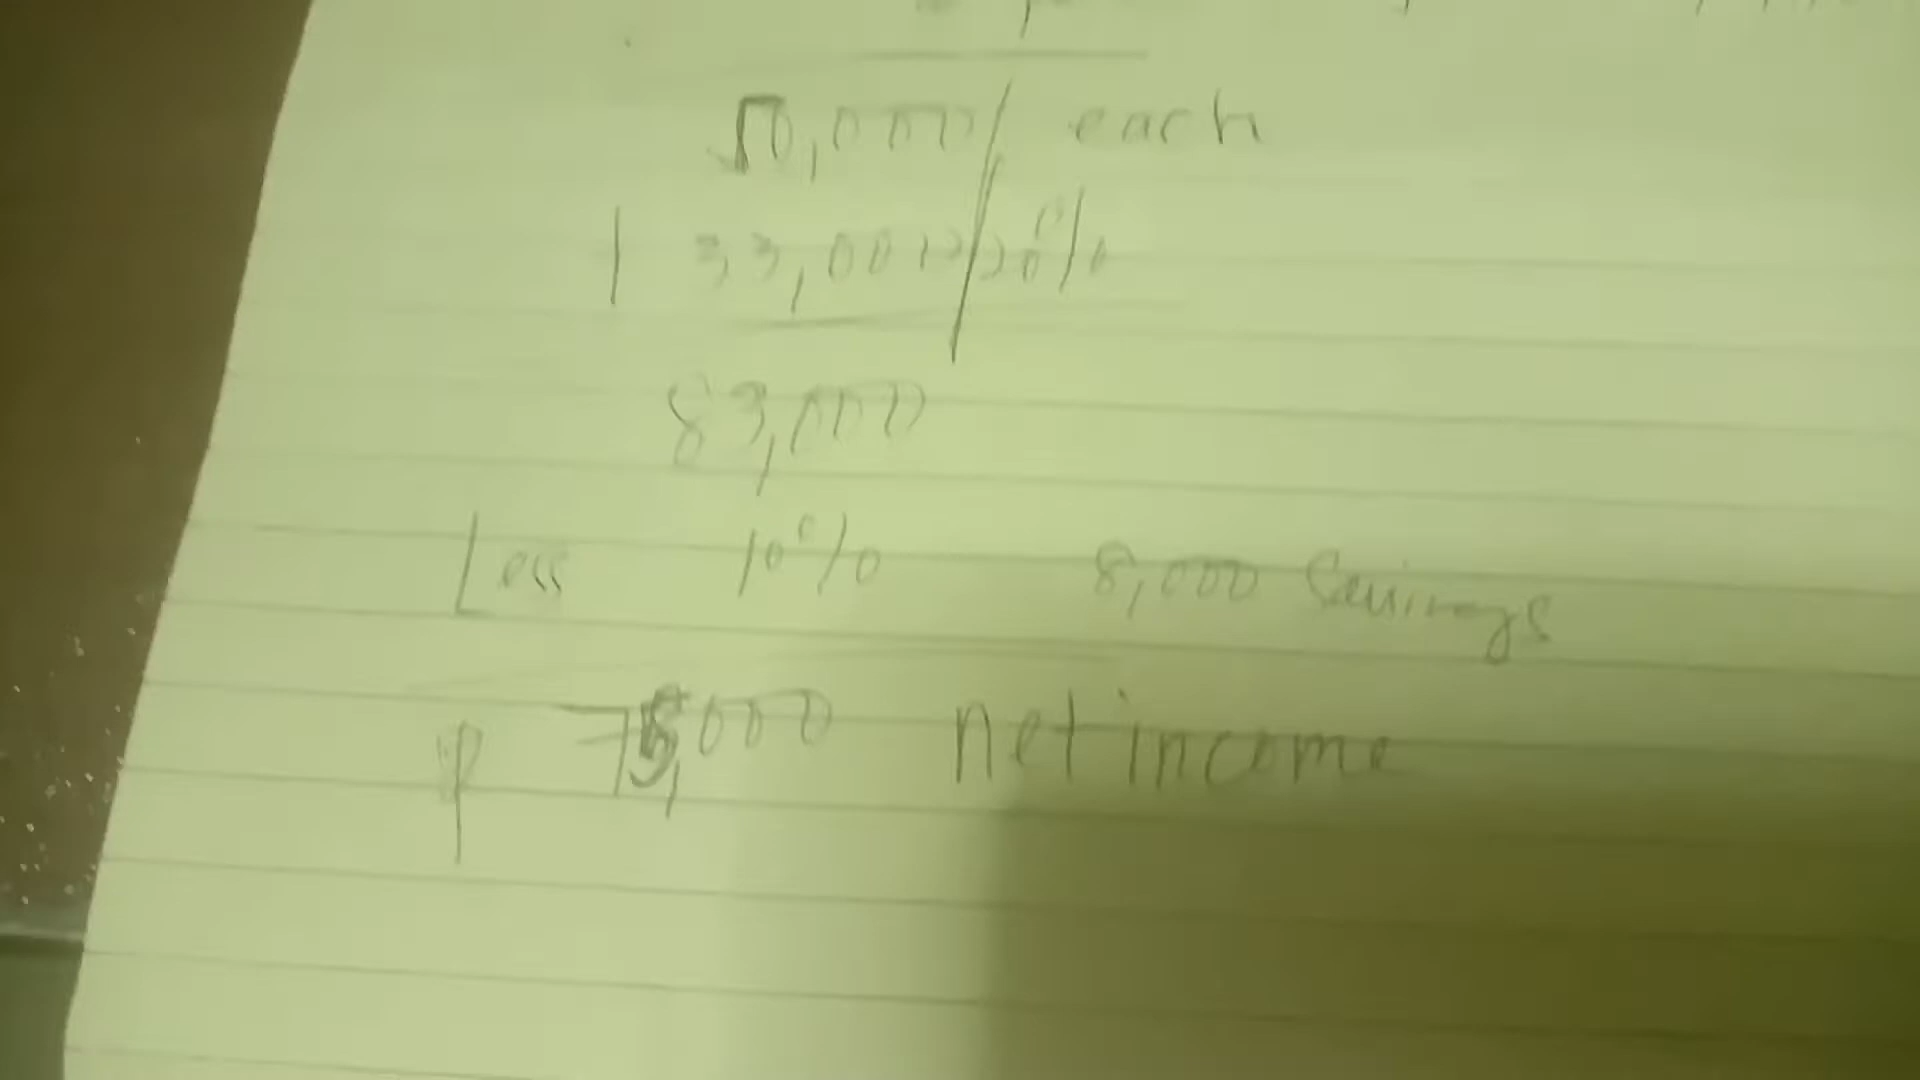 50,000/ each
+ 33,000/20%
83,000
Less 10% 8,000 Savings
₱ 75,000 net income